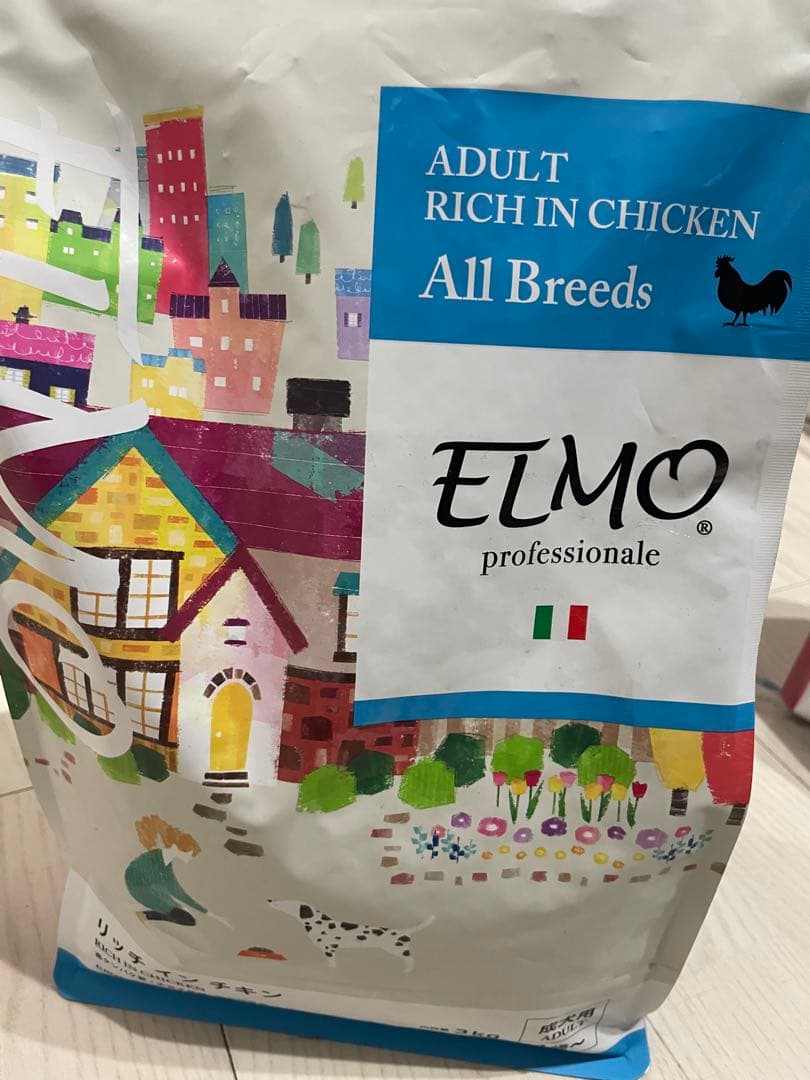 ADULT
RICH IN CHICKEN
All Breeds
ELMO®
professionale
リッチ イン チキン
RICH IN CHICKEN
3kg
成犬用
ADULT